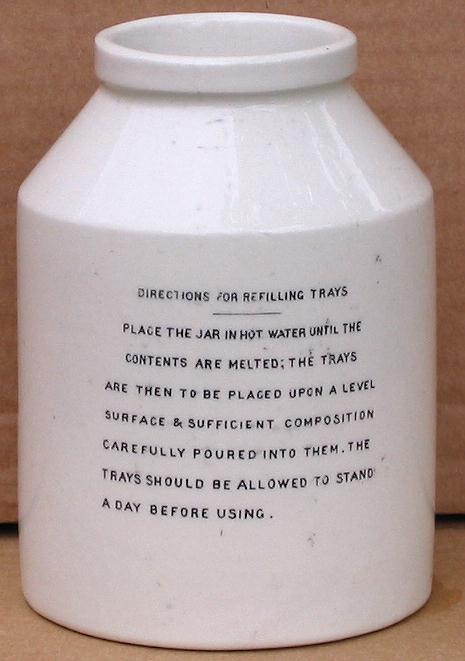 DIRECTIONS FOR REFILLING TRAYS
PLACE THE JAR IN HOT WATER UNTIL THE
CONTENTS ARE MELTED; THE TRAYS
ARE THEN TO BE PLACED UPON A LEVEL
SURFACE & SUFFICIENT COMPOSITION
CAREFULLY POURED INTO THEM. THE
TRAYS SHOULD BE ALLOWED TO STAND
A DAY BEFORE USING.